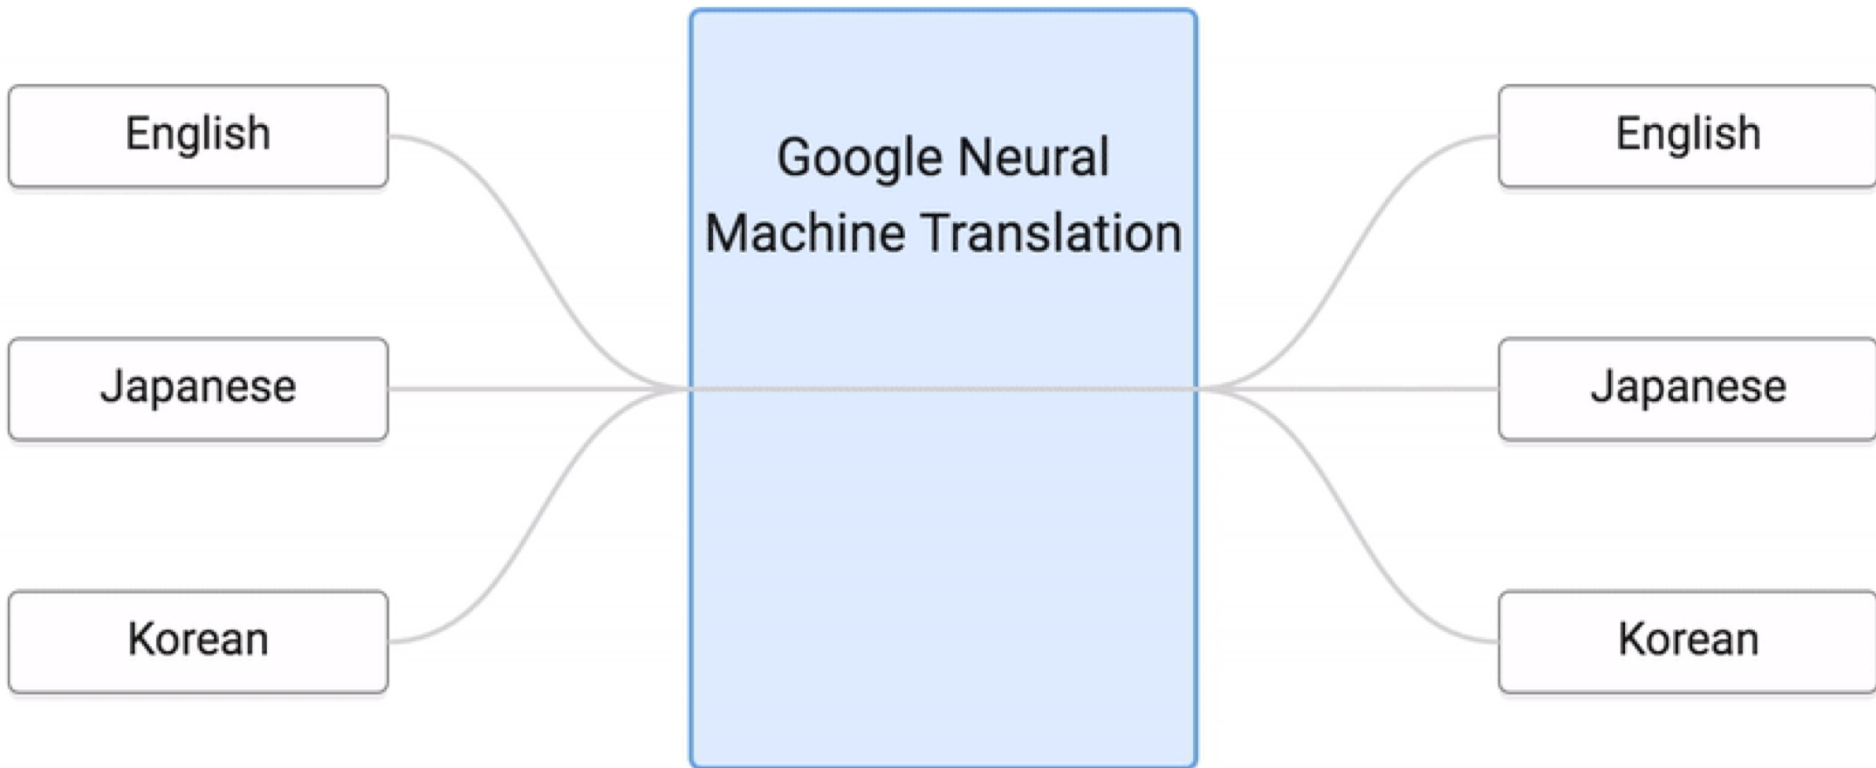 English
Japanese
Korean
Google Neural
Machine Translation
English
Japanese
Korean